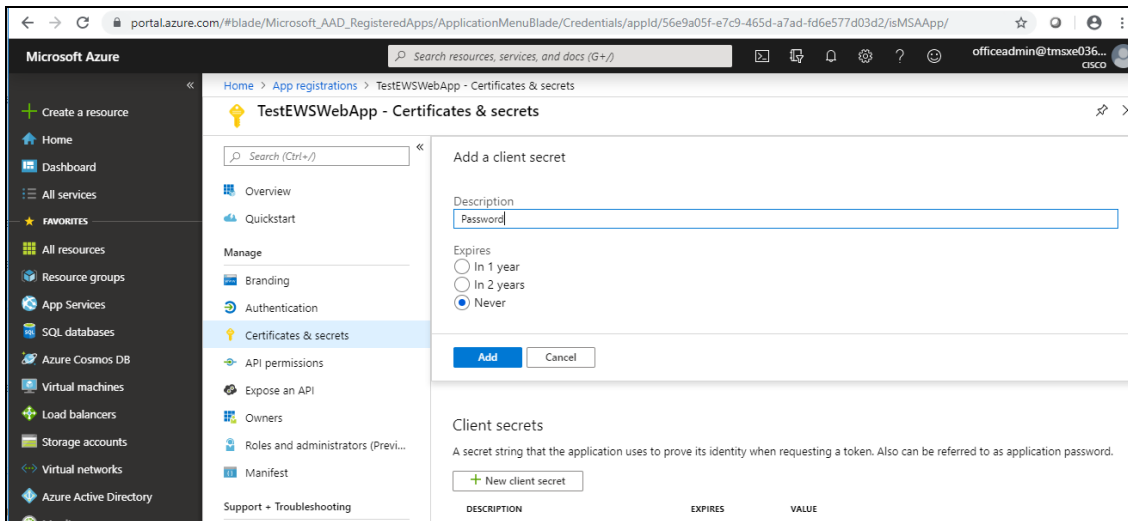 portal.azure.com/#blade/Microsoft_AAD_RegisteredApps/ApplicationMenuBlade/Credentials/appId/56e9a05f-e7c9-465d-a7ad-fd6e577d03d2/isMSAApp/
Microsoft Azure
Search resources, services, and docs (G+/)
officeadmin@tmsxe036...
CISCO
Home > App registrations > TestEWSWebApp - Certificates & secrets
TestEWSWebApp - Certificates & secrets
Create a resource
Home
Dashboard
All services
FAVORITES
All resources
Resource groups
App Services
SQL databases
Azure Cosmos DB
Virtual machines
Load balancers
Storage accounts
Virtual networks
Azure Active Directory
Search (Ctrl+/)
Overview
Quickstart
Manage
Branding
Authentication
Certificates & secrets
API permissions
Expose an API
Owners
Roles and administrators (Previ...
Manifest
Support + Troubleshooting
Add a client secret
Description
Password
Expires
In 1 year
In 2 years
Never
Add
Cancel
Client secrets
A secret string that the application uses to prove its identity when requesting a token. Also can be referred to as application password.
New client secret
DESCRIPTION EXPIRES VALUE